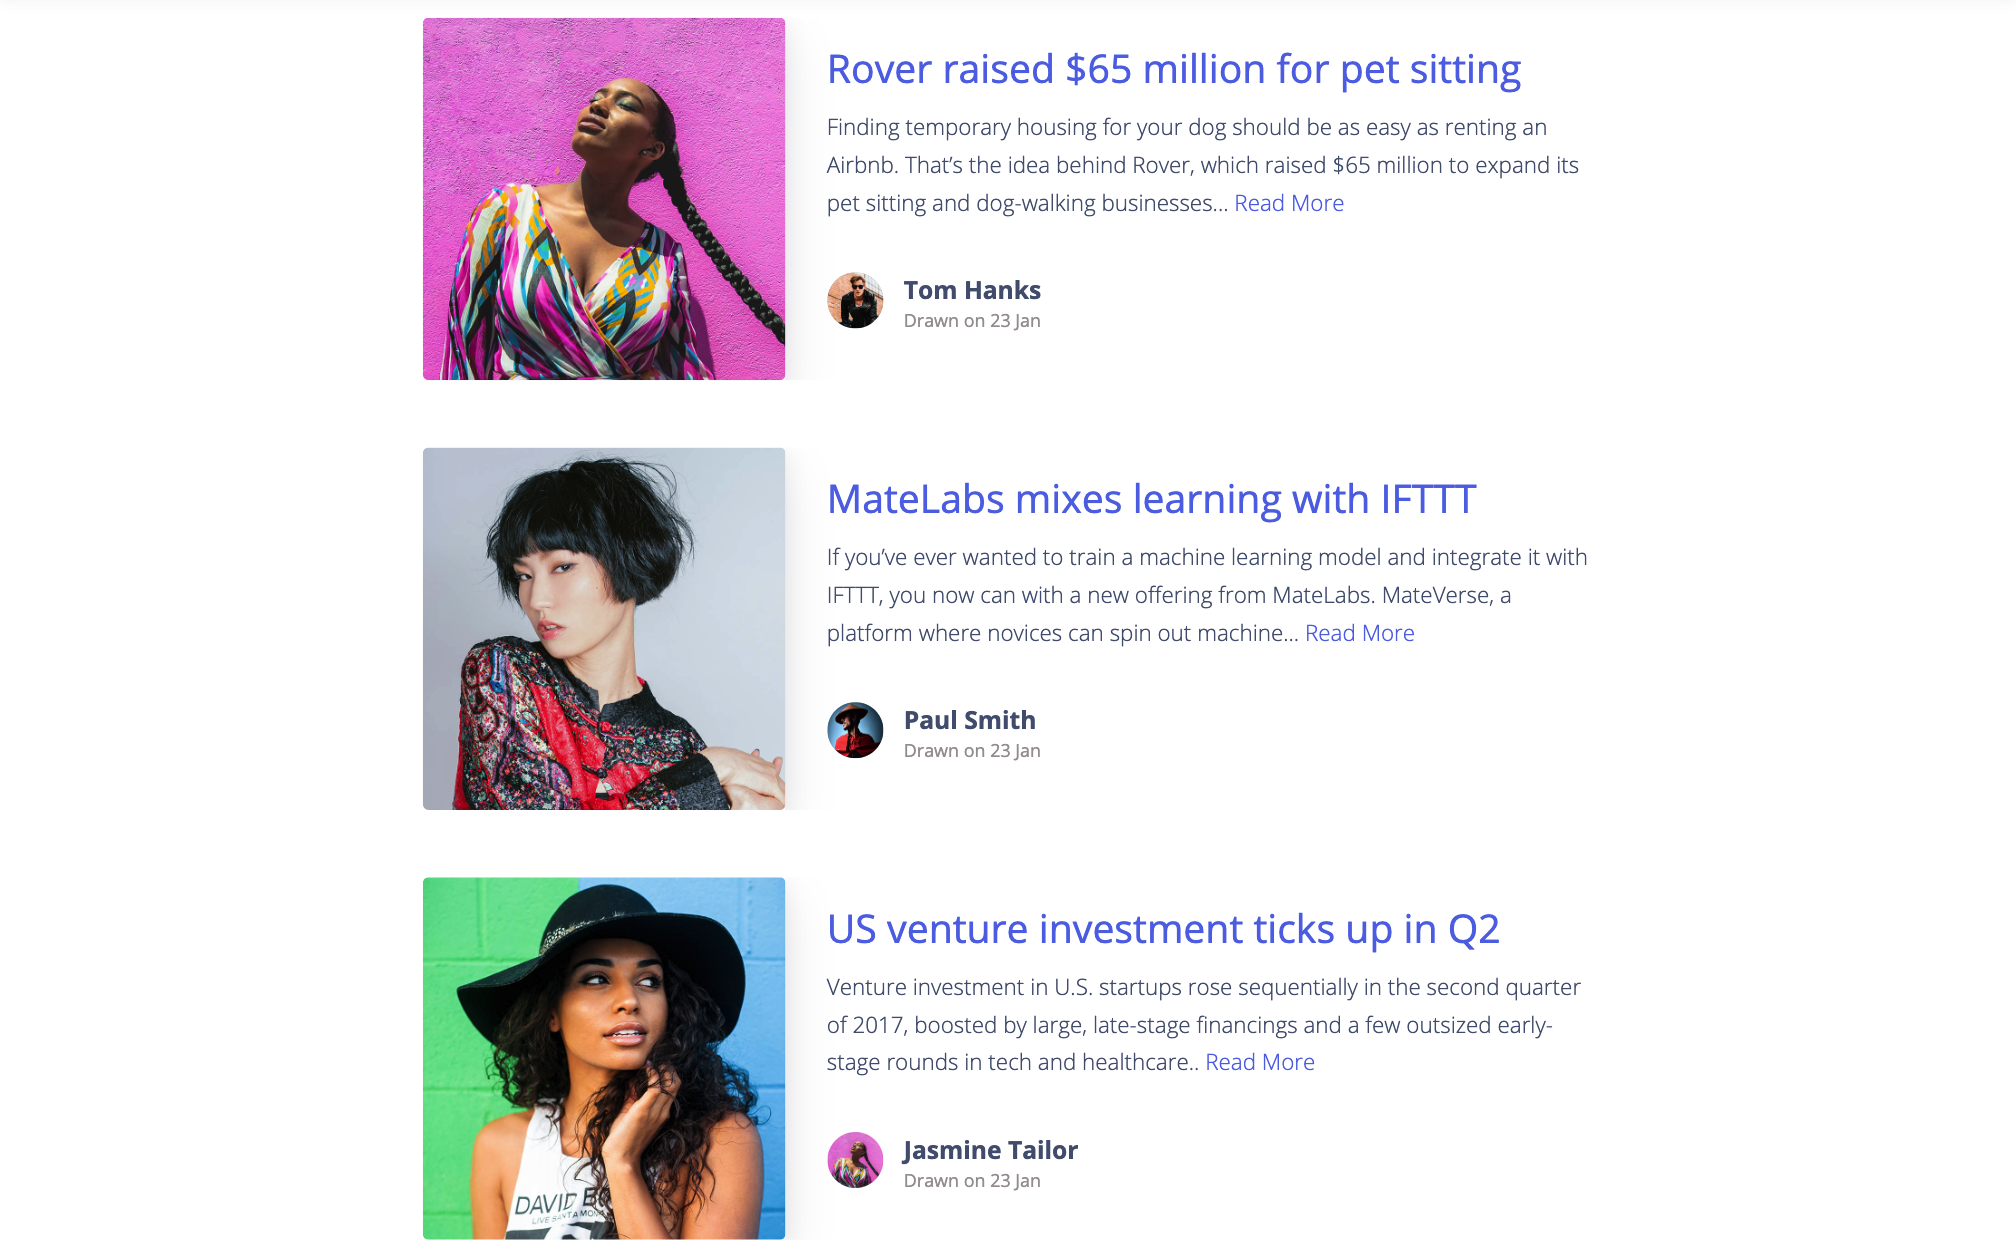 Rover raised $65 million for pet sitting
Finding temporary housing for your dog should be as easy as renting an
Airbnb. That’s the idea behind Rover, which raised $65 million to expand its
pet sitting and dog-walking businesses... Read More
Tom Hanks
Drawn on 23 Jan
MateLabs mixes learning with IFTTT
If you’ve ever wanted to train a machine learning model and integrate it with
IFTTT, you now can with a new offering from MateLabs. MateVerse, a
platform where novices can spin out machine... Read More
Paul Smith
Drawn on 23 Jan
US venture investment ticks up in Q2
Venture investment in U.S. startups rose sequentially in the second quarter
of 2017, boosted by large, late-stage financings and a few outsized early-
stage rounds in tech and healthcare.. Read More
Jasmine Tailor
Drawn on 23 Jan
DAVID
LIVE